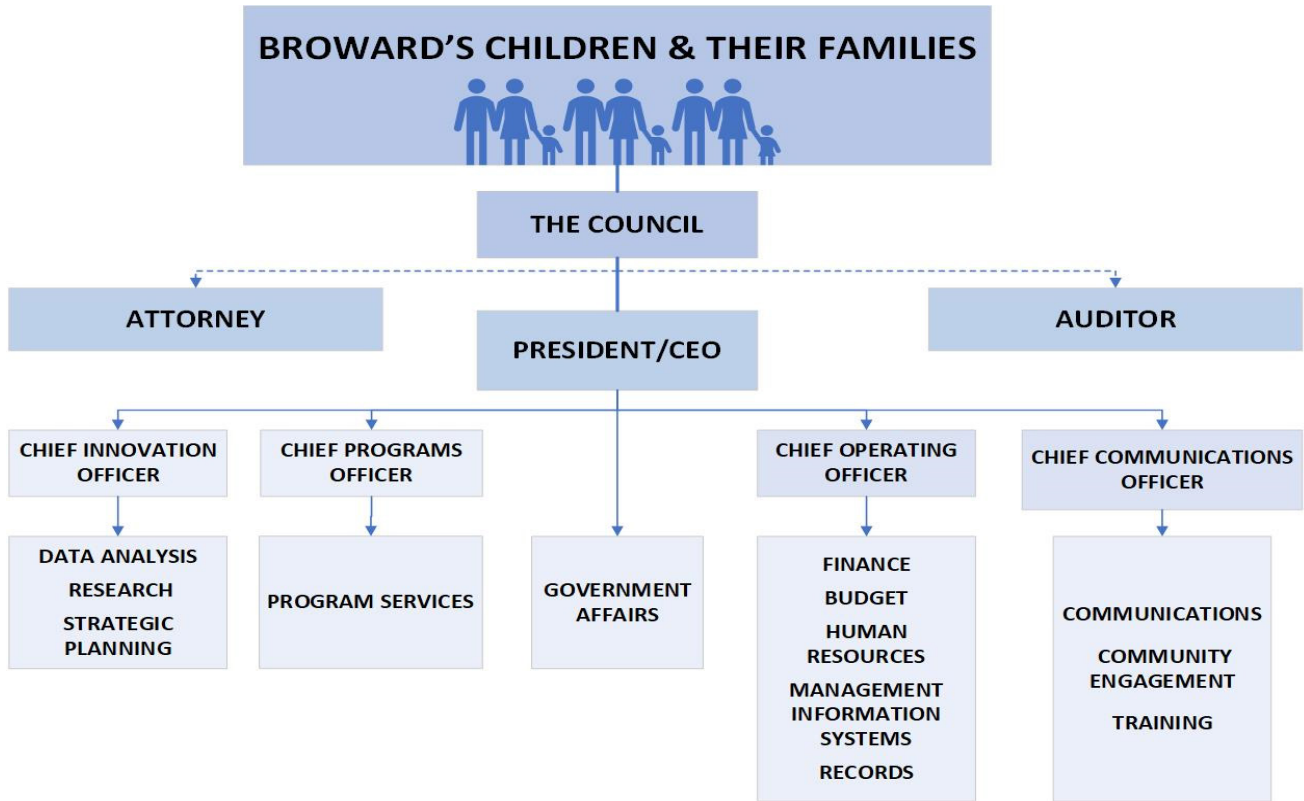 BROWARD'S CHILDREN & THEIR FAMILIES
THE COUNCIL
ATTORNEY
AUDITOR
PRESIDENT/CEO
CHIEF INNOVATION
OFFICER
CHIEF PROGRAMS
OFFICER
CHIEF OPERATING
OFFICER
CHIEF COMMUNICATIONS
OFFICER
DATA ANALYSIS
RESEARCH
STRATEGIC
PLANNING
PROGRAM SERVICES
GOVERNMENT
AFFAIRS
FINANCE
BUDGET
HUMAN
RESOURCES
MANAGEMENT
INFORMATION
SYSTEMS
RECORDS
COMMUNICATIONS
COMMUNITY
ENGAGEMENT
TRAINING